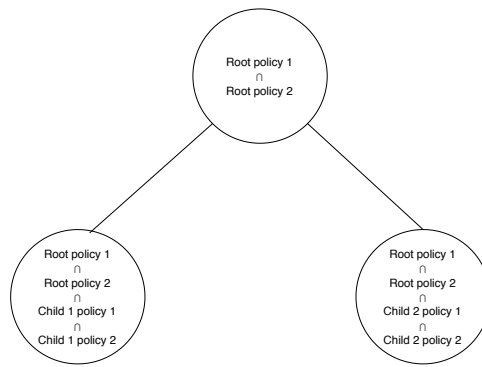 Root policy 1
∩
Root policy 2
Root policy 1
∩
Root policy 2
∩
Child 1 policy 1
∩
Child 1 policy 2
Root policy 1
∩
Root policy 2
∩
Child 2 policy 1
∩
Child 2 policy 2